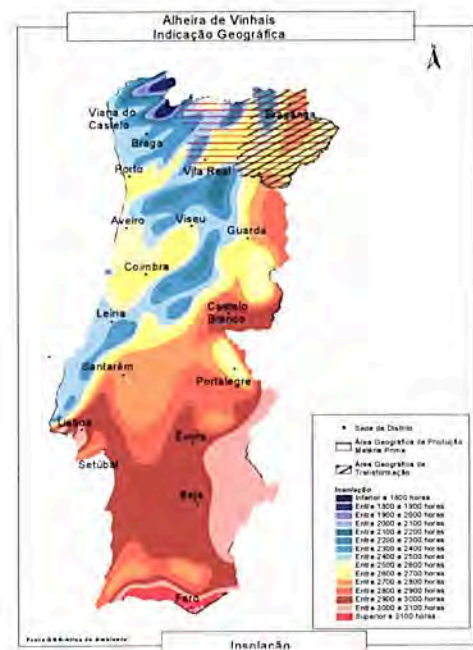 Alheira de Vinhais
Indicação Geográfica
Viana do
Castelo
Bragança
Braga
Vila Real
Porto
Aveiro
Viseu
Guarda
Coimbra
Leiria
Castelo
Branco
Santarém
Portalegre
Lisboa
Évora
Setúbal
Beja
Faro
Sede de Distrito
Área Geográfica de Produção
Matéria Prima
Área Geográfica de
Transformação
Insolação
Inferior a 1800 horas
Entre 1800 e 1900 horas
Entre 1900 e 2000 horas
Entre 2000 e 2100 horas
Entre 2100 e 2200 horas
Entre 2200 e 2300 horas
Entre 2300 e 2400 horas
Entre 2400 e 2500 horas
Entre 2500 e 2600 horas
Entre 2600 e 2700 horas
Entre 2700 e 2800 horas
Entre 2800 e 2900 horas
Entre 2900 e 3000 horas
Entre 3000 e 3100 horas
Superior a 3100 horas
Insolação